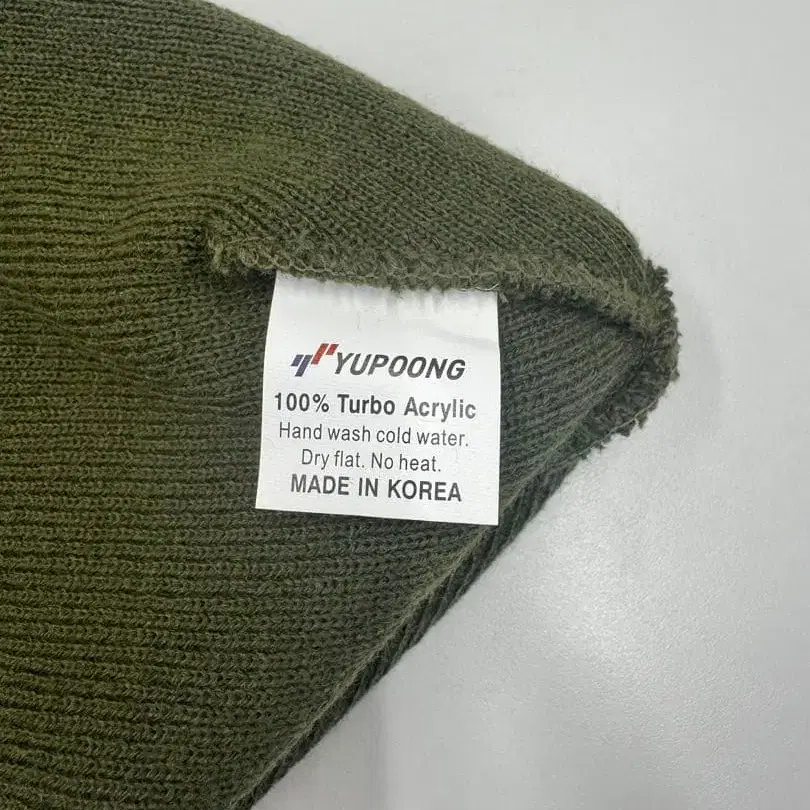 YUPOONG
100% Turbo Acrylic
Hand wash cold water.
Dry flat. No heat.
MADE IN KOREA